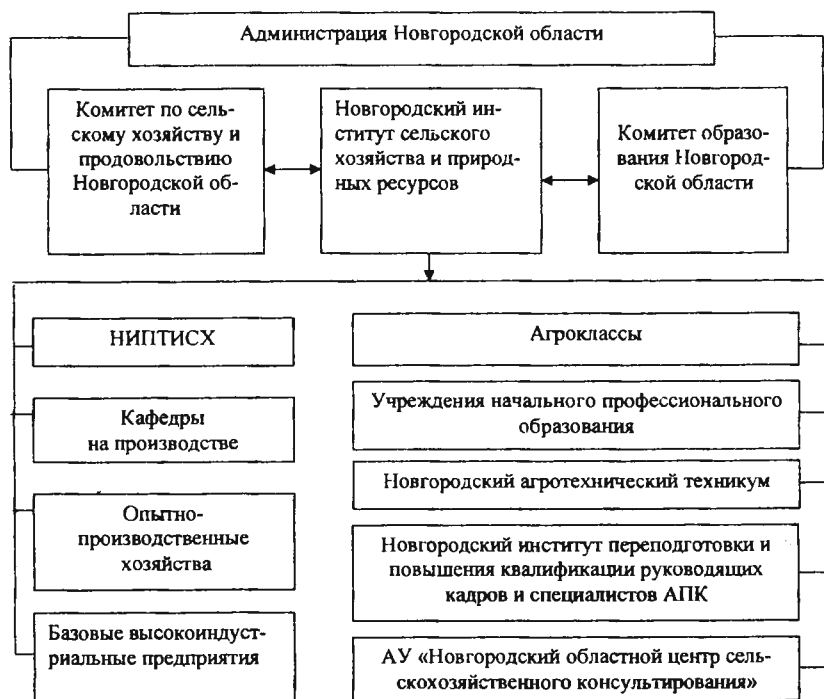 Администрация Новгородской области
Комитет по сель-
скому хозяйству и
продовольствию
Новгородской об-
ласти
Новгородский ин-
ститут сельского
хозяйства и природ-
ных ресурсов
Комитет образо-
вания Новгород-
ской области
НИПТИСХ
Кафедры
на производстве
Опытно-
производственные
хозяйства
Базовые высокоиндуст-
риальные предприятия
Агроклассы
Учреждения начального профессионального
образования
Новгородский агротехнический техникум
Новгородский институт переподготовки и
повышения квалификации руководящих
кадров и специалистов АПК
АУ «Новгородский областной центр сель-
скохозяйственного консультирования»